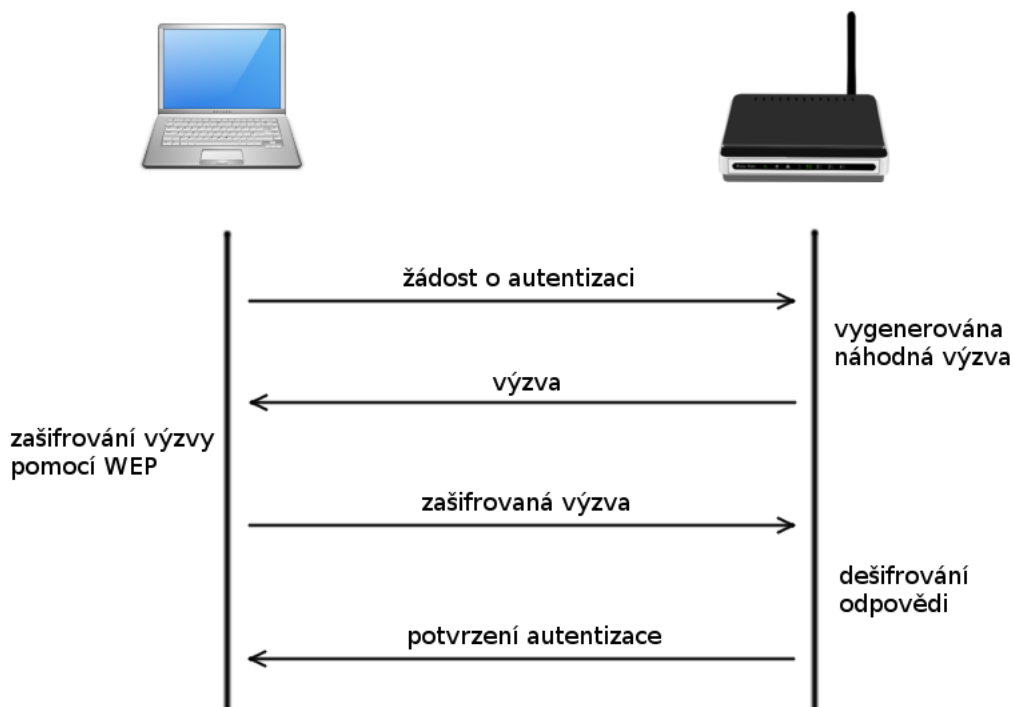 žádost o autentizaci
vygenerována
náhodná výzva
výzva
zašifrování výzvy
pomocí WEP
zašifrovaná výzva
dešifrování
odpovědi
potvrzení autentizace